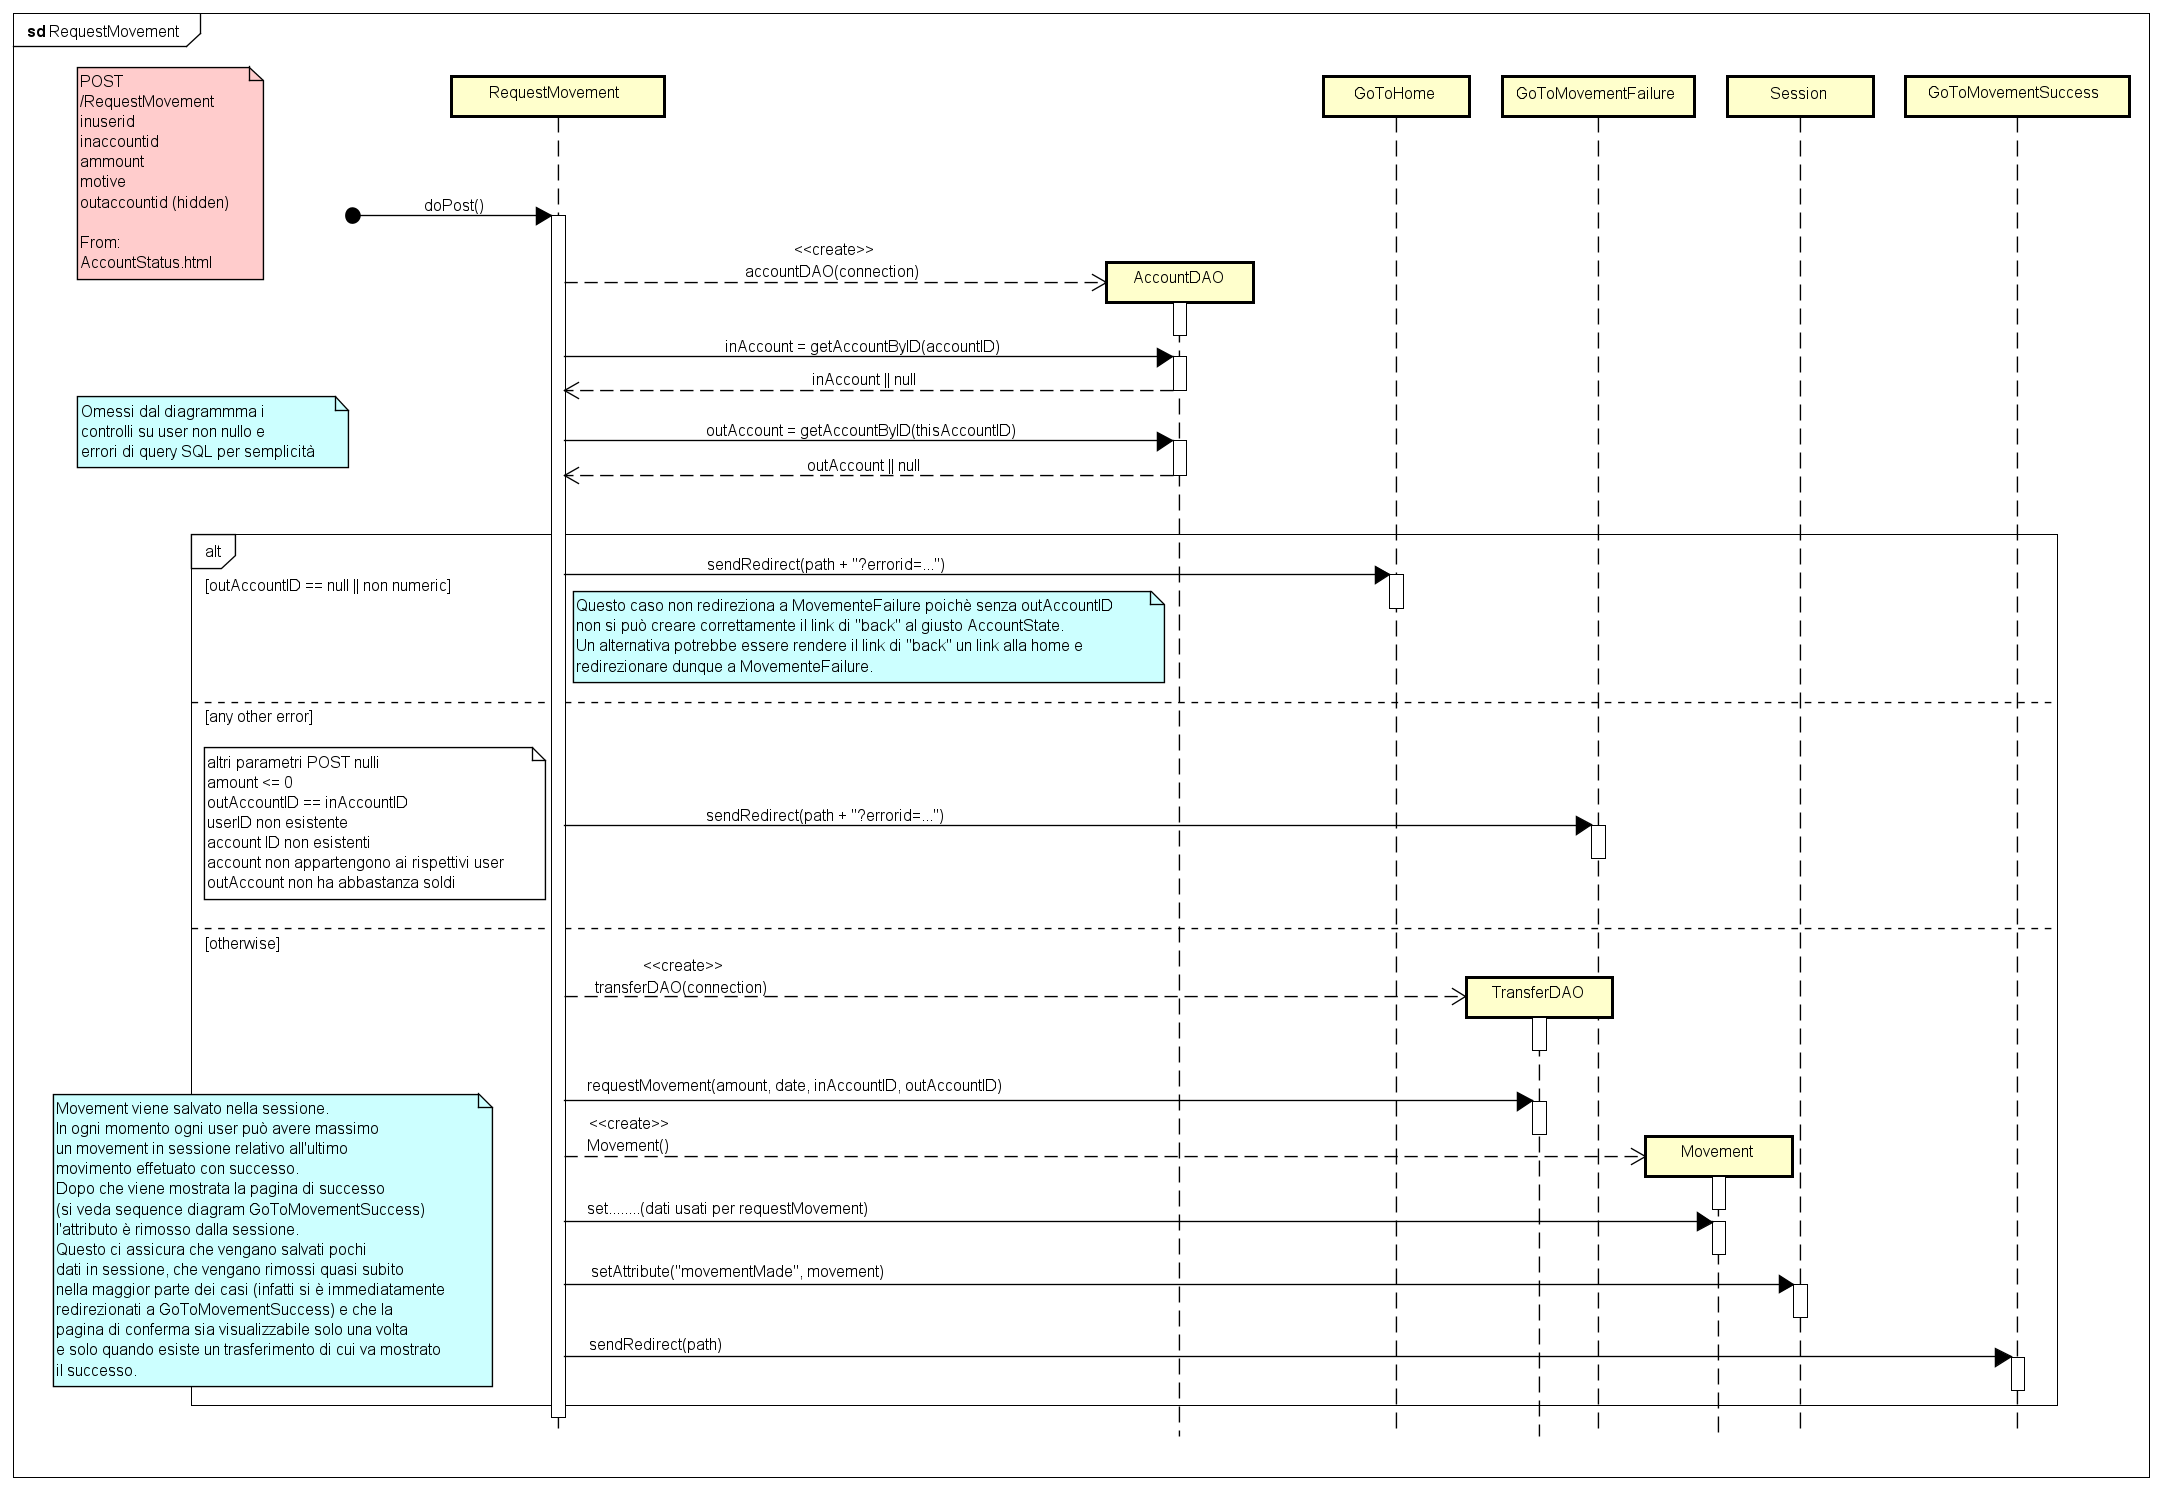 sd RequestMovement
POST
/RequestMovement
inuserid
inaccountid
ammount
motive
outaccountid (hidden)
From:
AccountStatus.html
RequestMovement
GoToHome
GoToMovementFailure
Session
GoToMovementSuccess
doPost()
<<create>>
accountDAO(connection)
AccountDAO
inAccount = getAccountByID(accountID)
inAccount || null
Omessi dal diagrammma i
controlli su user non nullo e
errori di query SQL per semplicità
outAccount = getAccountByID(thisAccountID)
outAccount || null
alt
[outAccountID == null || non numeric]
sendRedirect(path + "?errorid=...")
Questo caso non redireziona a MovementeFailure poichè senza outAccountID
non si può creare correttamente il link di "back" al giusto AccountState.
Un alternativa potrebbe essere rendere il link di "back" un link alla home e
redirezionare dunque a MovementeFailure.
[any other error]
altri parametri POST nulli
amount <= 0
outAccountID == inAccountID
userID non esistente
account ID non esistenti
account non appartengono ai rispettivi user
outAccount non ha abbastanza soldi
sendRedirect(path + "?errorid=...")
[otherwise]
<<create>>
transferDAO(connection)
TransferDAO
requestMovement(amount, date, inAccountID, outAccountID)
<<create>>
Movement()
Movement
Movement viene salvato nella sessione.
In ogni momento ogni user può avere massimo
un movement in sessione relativo all'ultimo
movimento effetuato con successo.
Dopo che viene mostrata la pagina di successo
(si veda sequence diagram GoToMovementSuccess)
l'attributo è rimosso dalla sessione.
Questo ci assicura che vengano salvati pochi
dati in sessione, che vengano rimossi quasi subito
nella maggior parte dei casi (infatti si è immediatamente
redirezionati a GoToMovementSuccess) e che la
pagina di conferma sia visualizzabile solo una volta
e solo quando esiste un trasferimento di cui va mostrato
il successo.
set........(dati usati per requestMovement)
setAttribute("movementMade", movement)
sendRedirect(path)